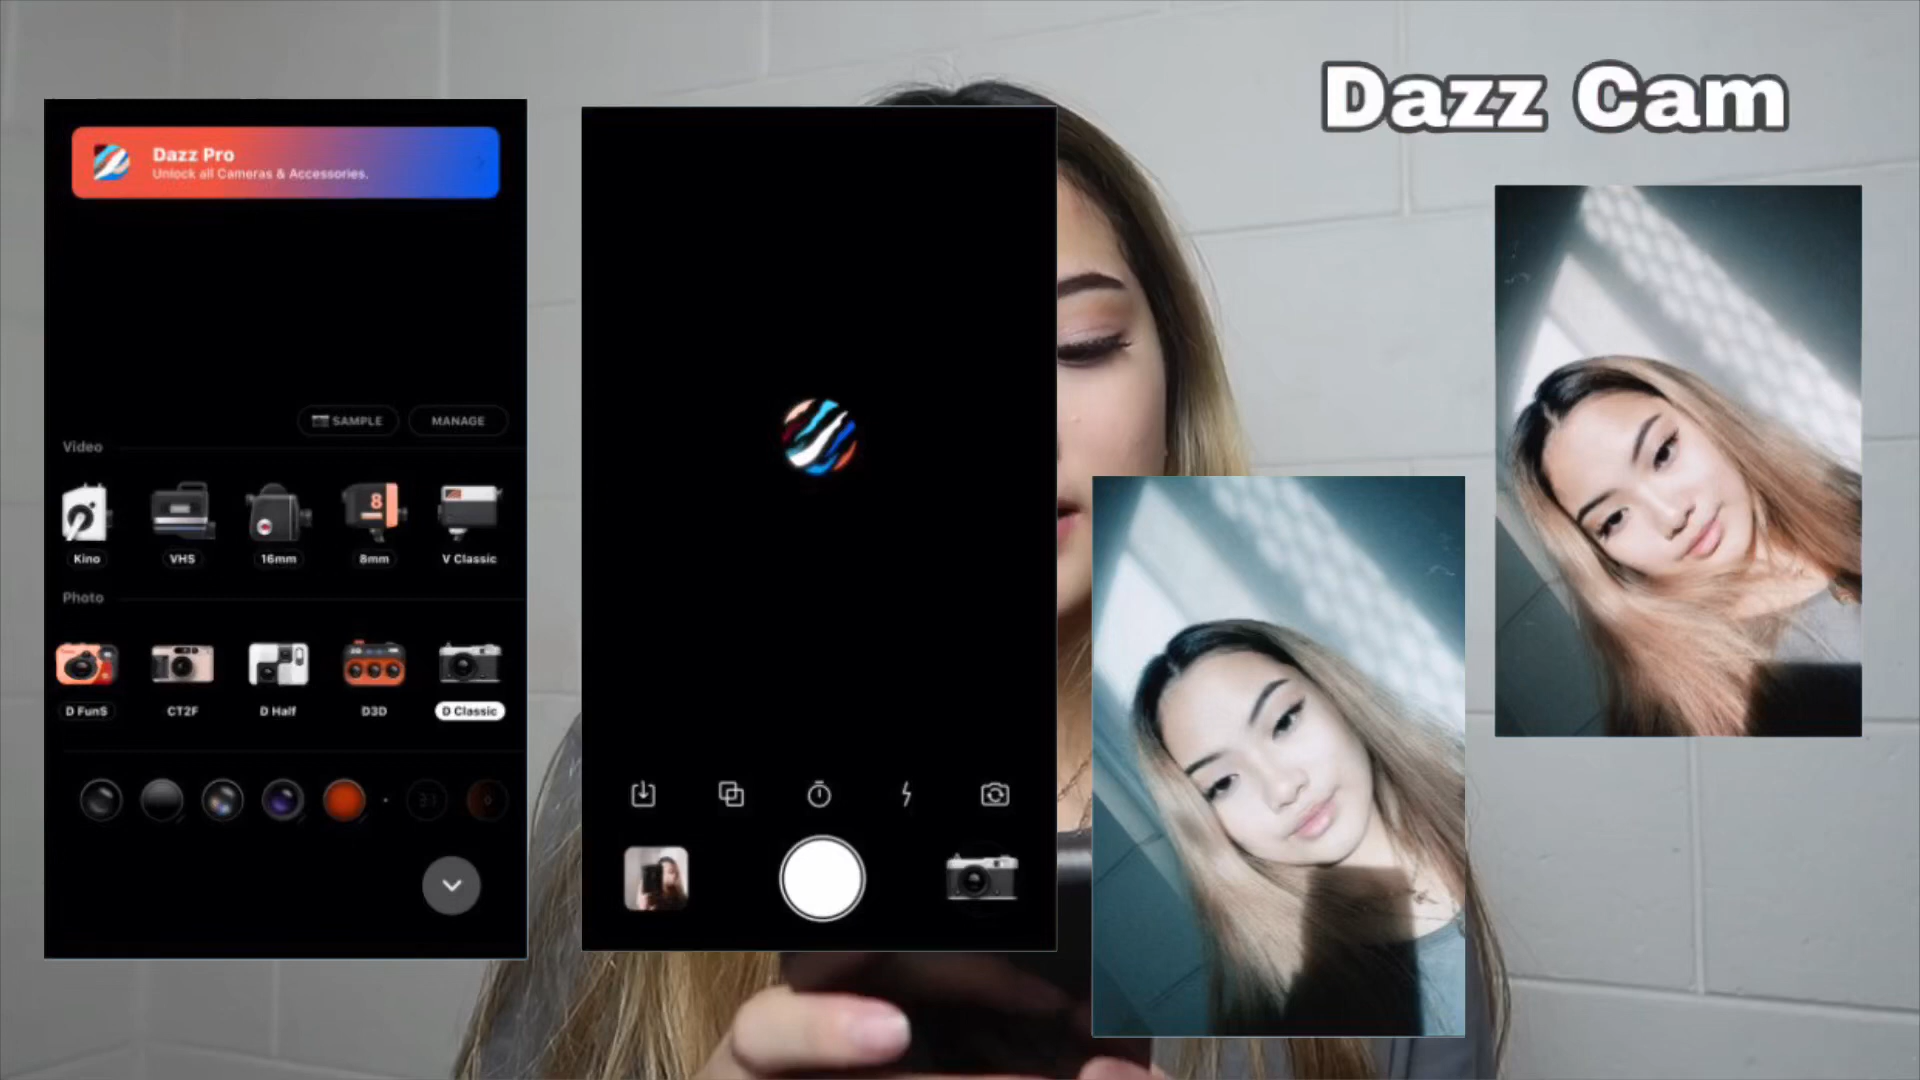 Dazz Cam
Dazz Pro
Unlock all Cameras & Accessories.
SAMPLE
MANAGE
Video
8
Kino
VHS
16mm
8mm
V Classic
Photo
D FunS
CT2F
D Half
D3D
D Classic